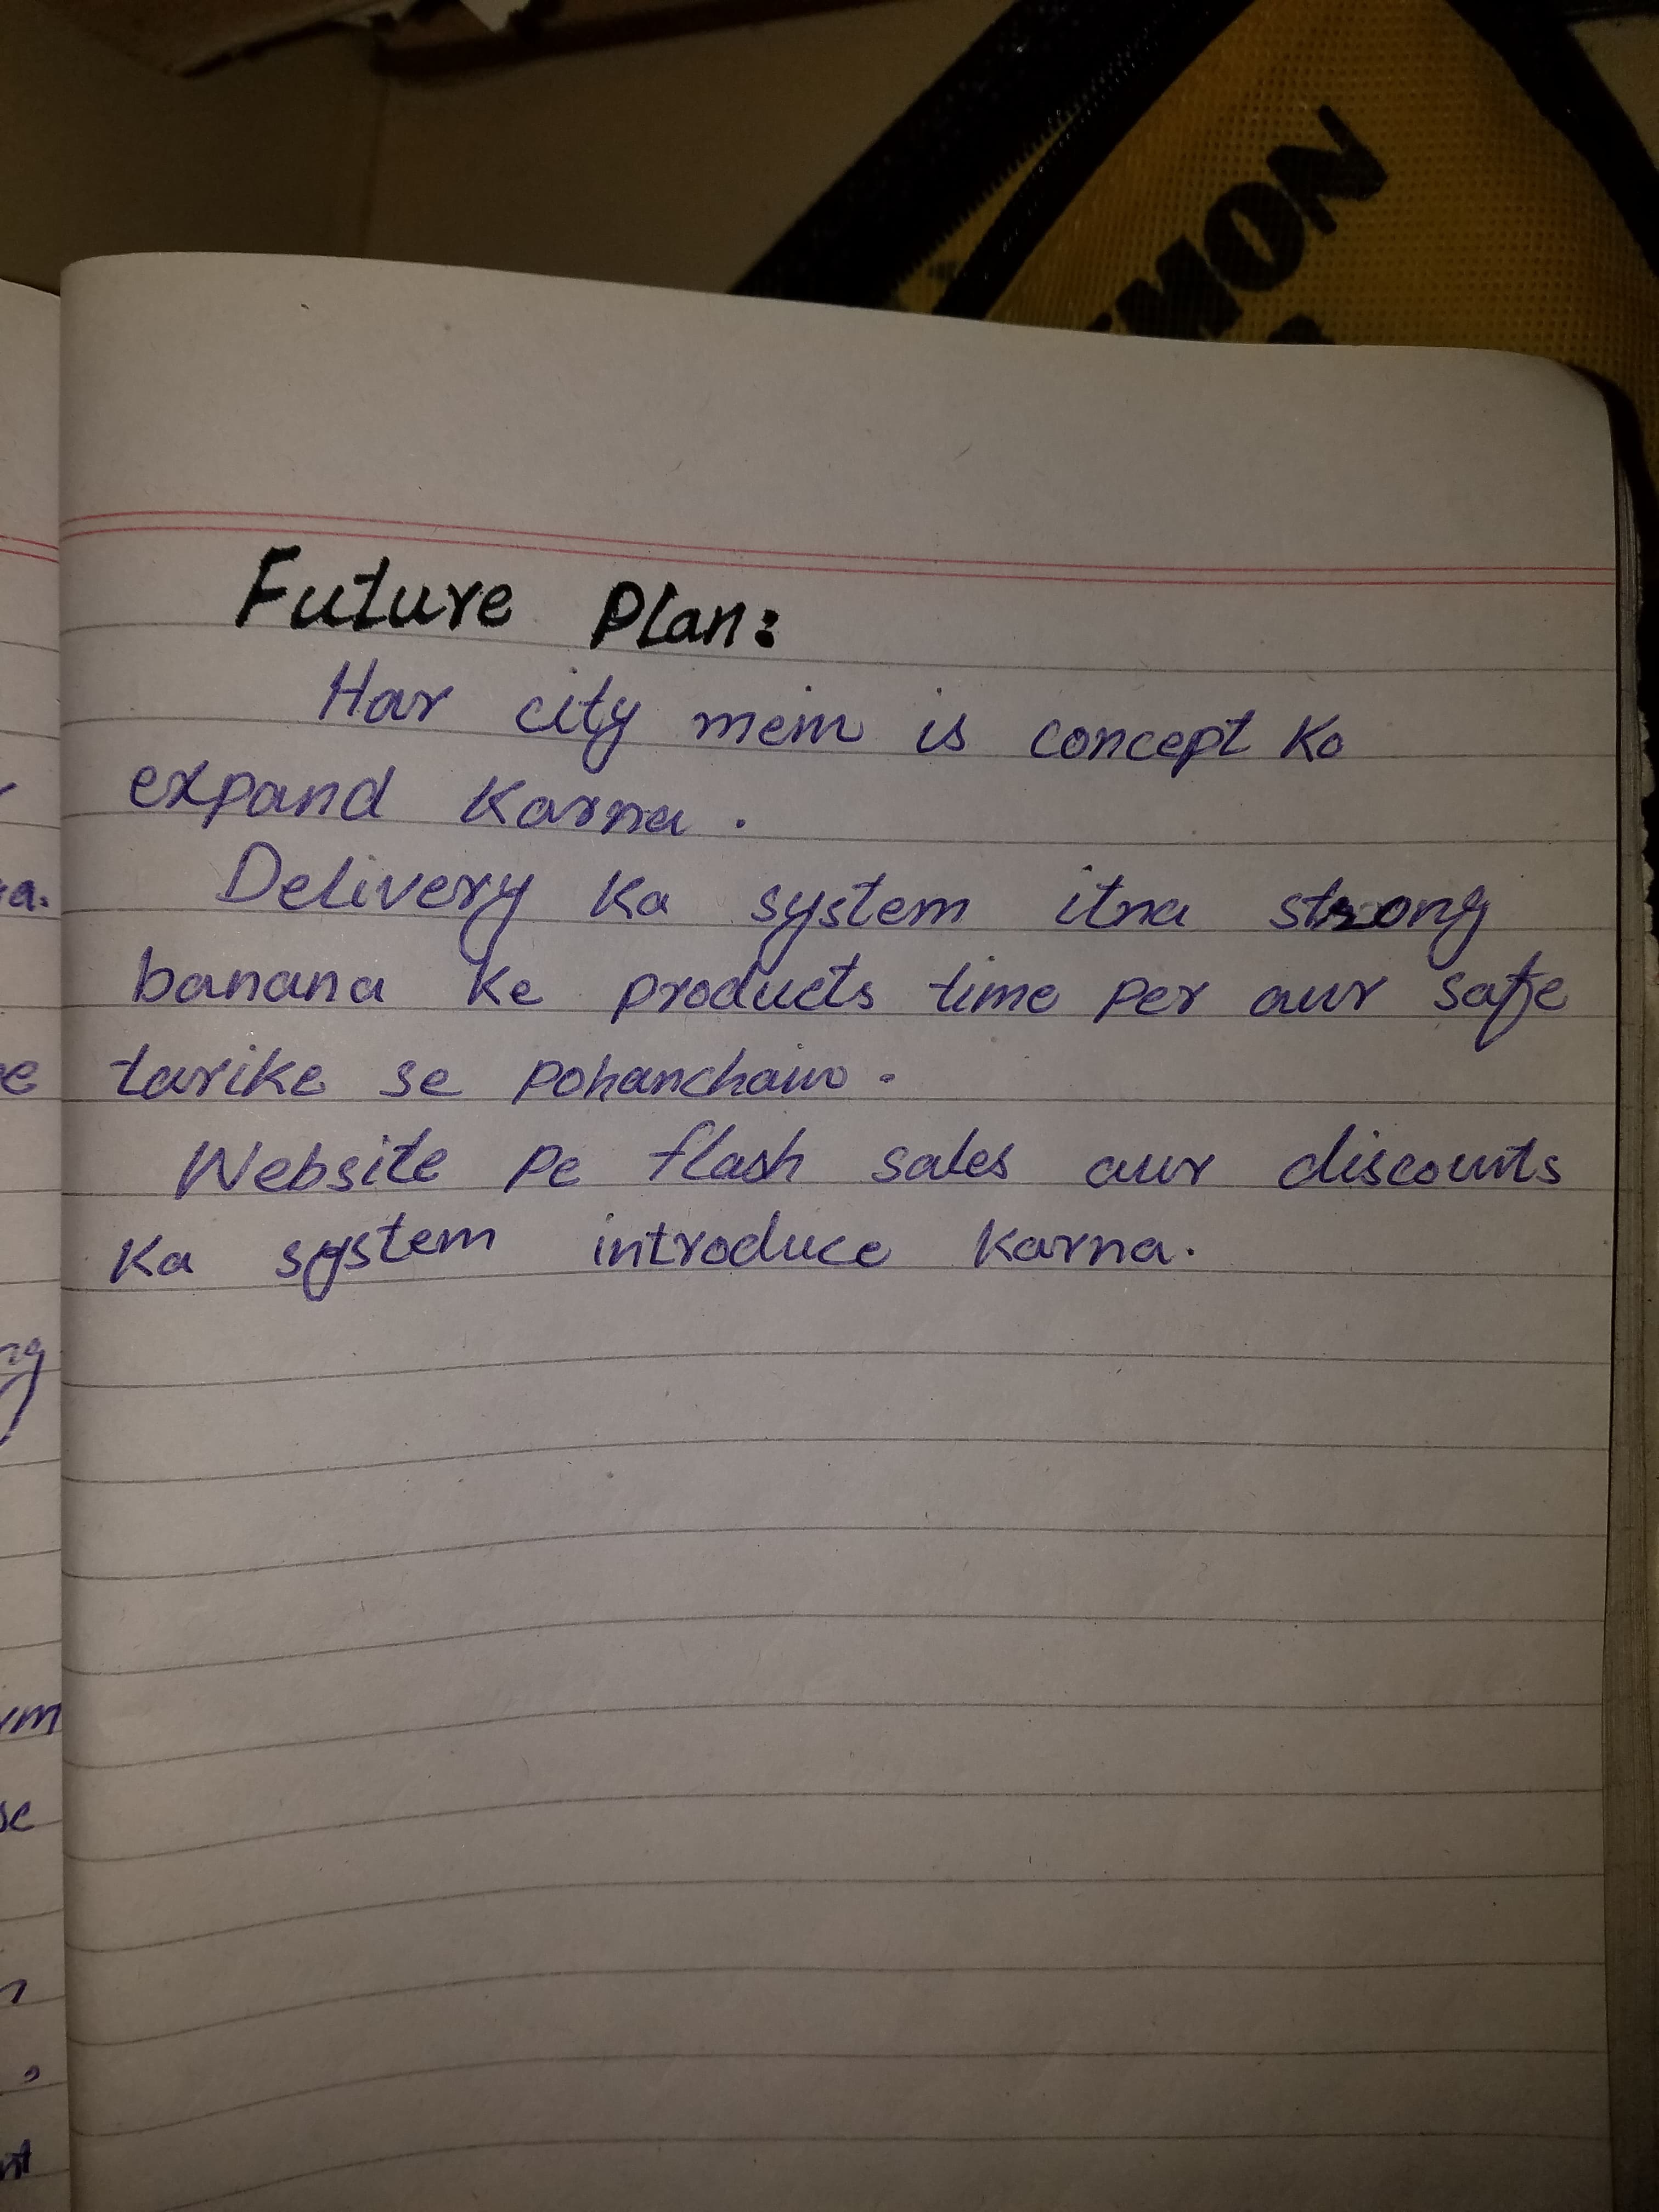 MON
Future Plan:
Har city mein is concept Ko
expand Karna.
Delivery Ka system itna strong
banana Ke products time per aur safe
tarike se pohanchain.
Website pe flash sales aur discounts
Ka system introduce Karna.